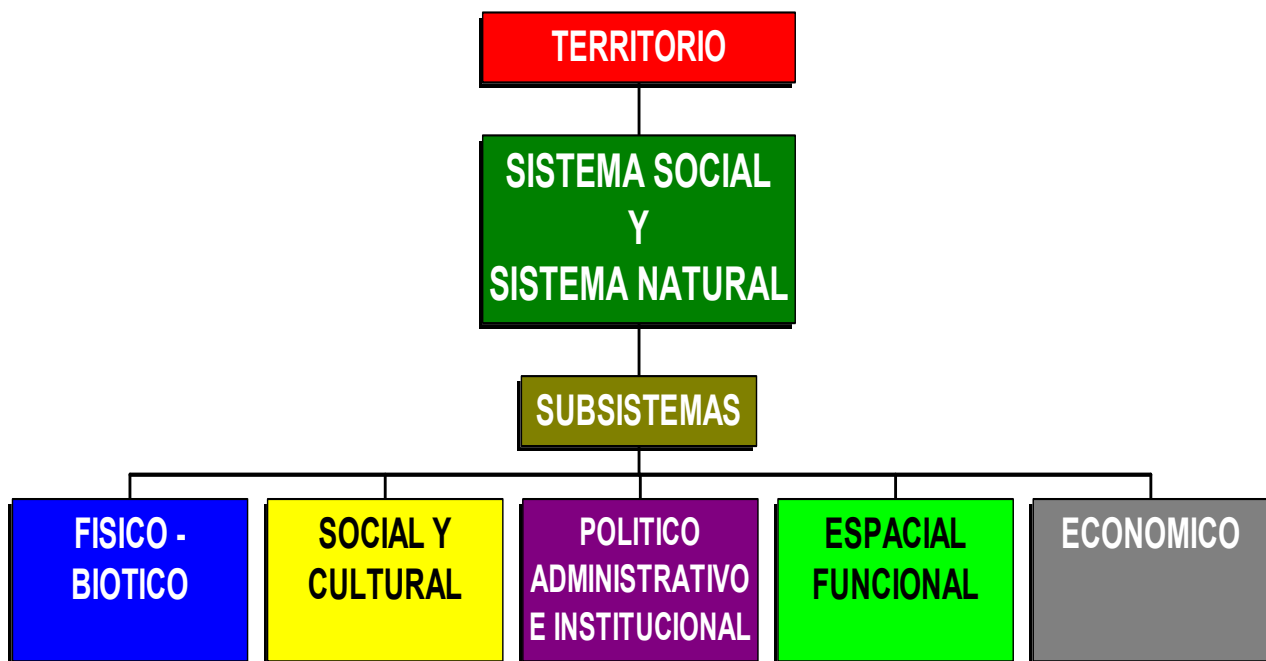 TERRITORIO
SISTEMA SOCIAL
Y
SISTEMA NATURAL
SUBSISTEMAS
FISICO -
BIOTICO
SOCIAL Y
CULTURAL
POLITICO
ADMINISTRATIVO
E INSTITUCIONAL
ESPACIAL
FUNCIONAL
ECONOMICO